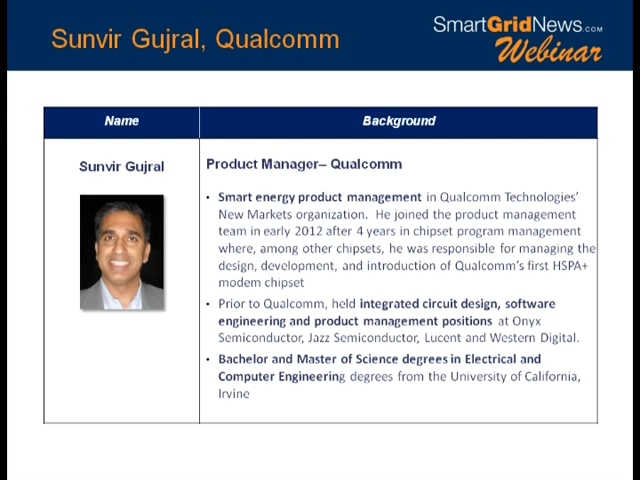 Sunvir Gujral, Qualcomm
SmartGridNews.COM
Webinar
Name
Background
Sunvir Gujral
Product Manager– Qualcomm
• Smart energy product management in Qualcomm Technologies'
New Markets organization. He joined the product management
team in early 2012 after 4 years in chipset program management
where, among other chipsets, he was responsible for managing the
design, development, and introduction of Qualcomm's first HSPA+
modem chipset
• Prior to Qualcomm, held integrated circuit design, software
engineering and product management positions at Onyx
Semiconductor, Jazz Semiconductor, Lucent and Western Digital.
• Bachelor and Master of Science degrees in Electrical and
Computer Engineering degrees from the University of California,
Irvine